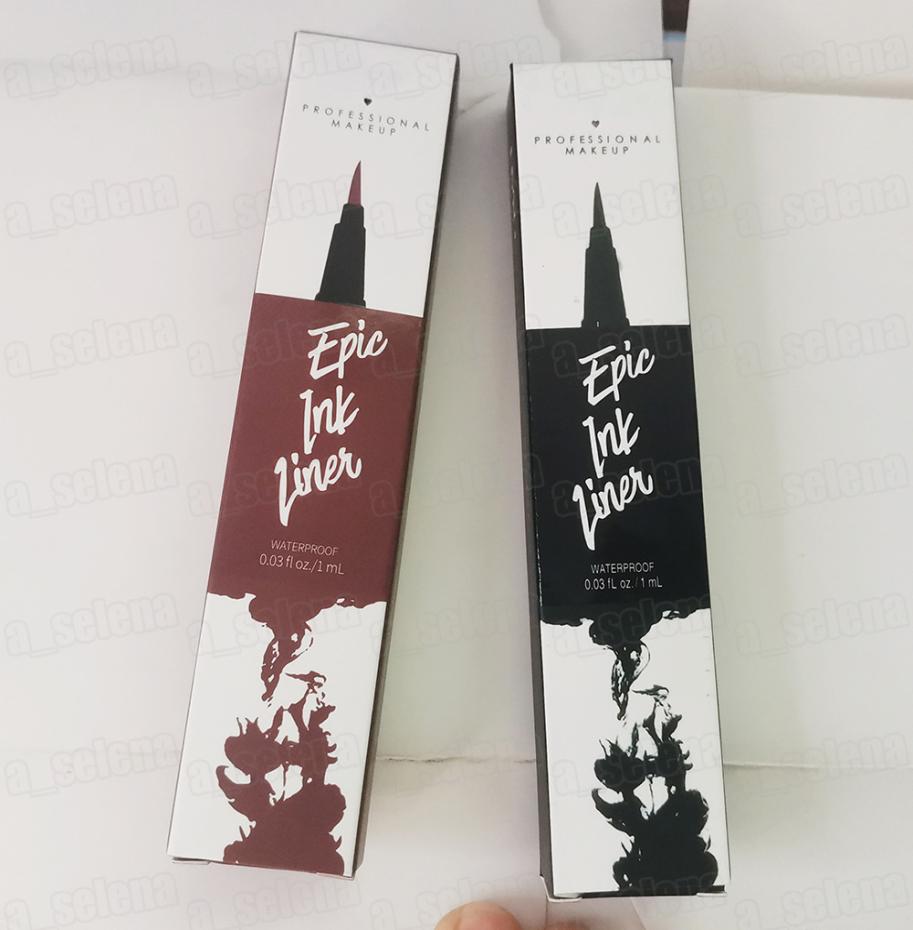 PROFESSIONAL
MAKEUP
Epic
Ink
Liner
WATERPROOF
0.03 fl oz./1 mL
PROFESSIONAL
MAKEUP
Epic
Ink
Liner
WATERPROOF
0.03 fL oz./1 mL
a_selena